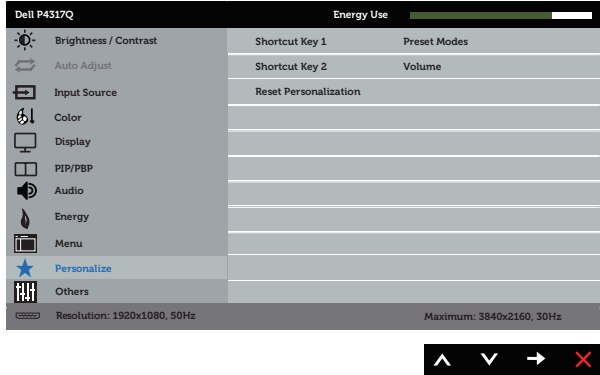 Dell P4317Q Energy Use
Brightness / Contrast Shortcut Key 1 Preset Modes
Auto Adjust Shortcut Key 2 Volume
Input Source Reset Personalization
Color
Display
PIP/PBP
Audio
Energy
Menu
Personalize
Others
Resolution: 1920x1080, 50Hz Maximum: 3840x2160, 30Hz